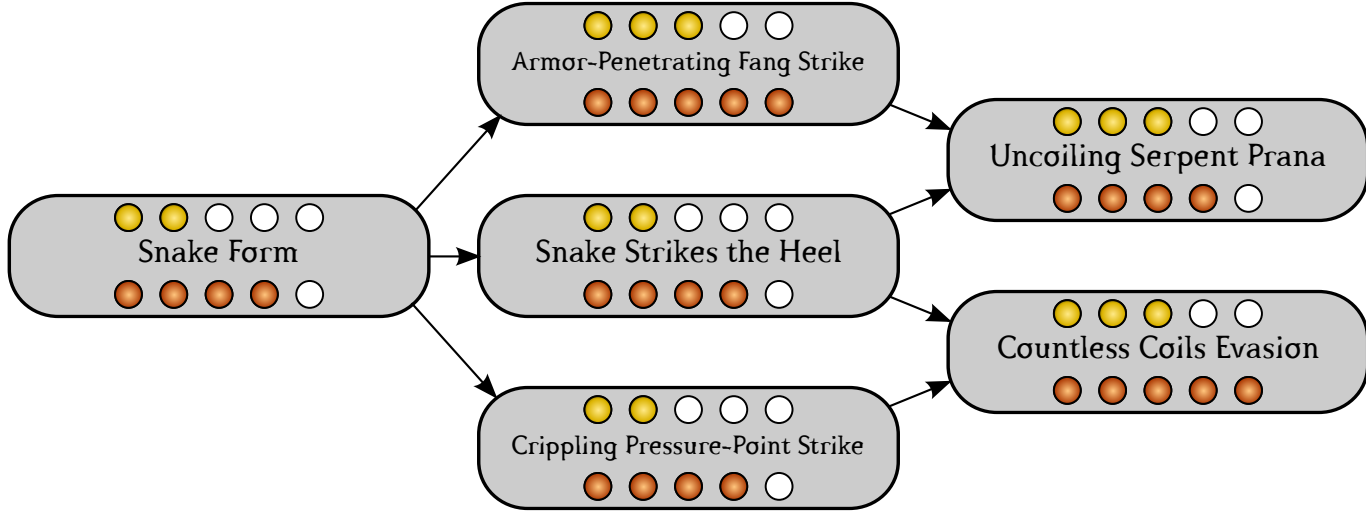 Armor-Penetrating Fang Strike
Uncoiling Serpent Prana
Snake Form
Snake Strikes the Heel
Countless Coils Evasion
Crippling Pressure-Point Strike